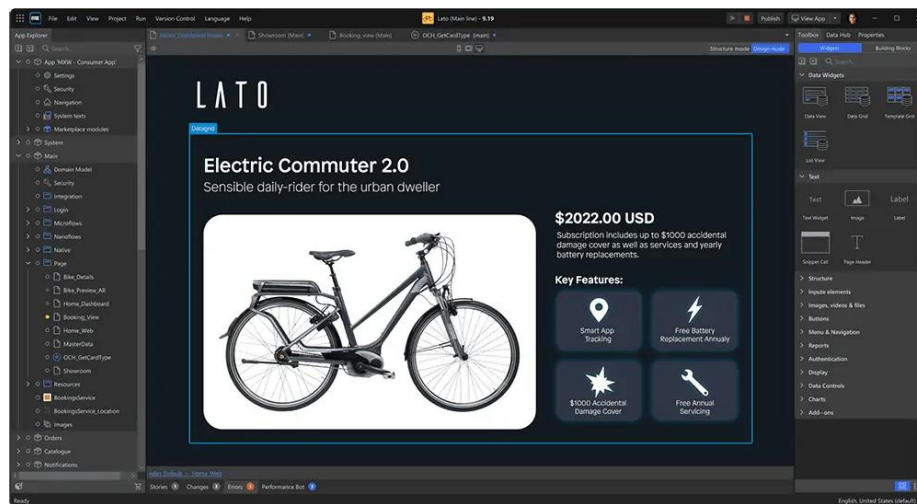 File Edit View Project Run Version Control Language Help
Lato (Main line) - 9.19
Publish
View App
App Explorer
Showroom [Main]
Booking_view [Main]
OCH_GetCardType [main]
Toolbox Data Hub Properties
Search...
Structure mode Design mode
Widgets Building Blocks
Search...
App 'MXW - Consumer App'
Settings
Security
Navigation
System texts
Marketplace modules
System
Main
Domain Model
Security
Integration
Login
Microflows
Nanoflows
Native
Page
Bike_Details
Bike_Preview_AR
Home_Dashboard
Booking_View
Home_Web
MasterData
OCH_GetCardType
Showroom
Resources
BookingsService
BookingsService_Location
Images
Orders
Catalogue
Notifications
LATO
Datagrid
Electric Commuter 2.0
Sensible daily-rider for the urban dweller
$2022.00 USD
Subscription includes up to $1000 accidental
damage cover as well as services and yearly
battery replacements.
Key Features:
Smart App
Tracking
Free Battery
Replacement Annualy
$1000 Accidental
Damage Cover
Free Annual
Servicing
Data Widgets
Data View
Data Grid
Template Grid
List View
Text
Text
Label
Text Widget
Image
Label
Snipper Call
Page Header
Structure
Inpute elements
Images, videos & files
Buttons
Menu & Navigation
Reports
Authentication
Display
Data Controls
Charts
Add-ons
Stories
Changes
Errors
Performance Bot
Ready
English, United States (default)